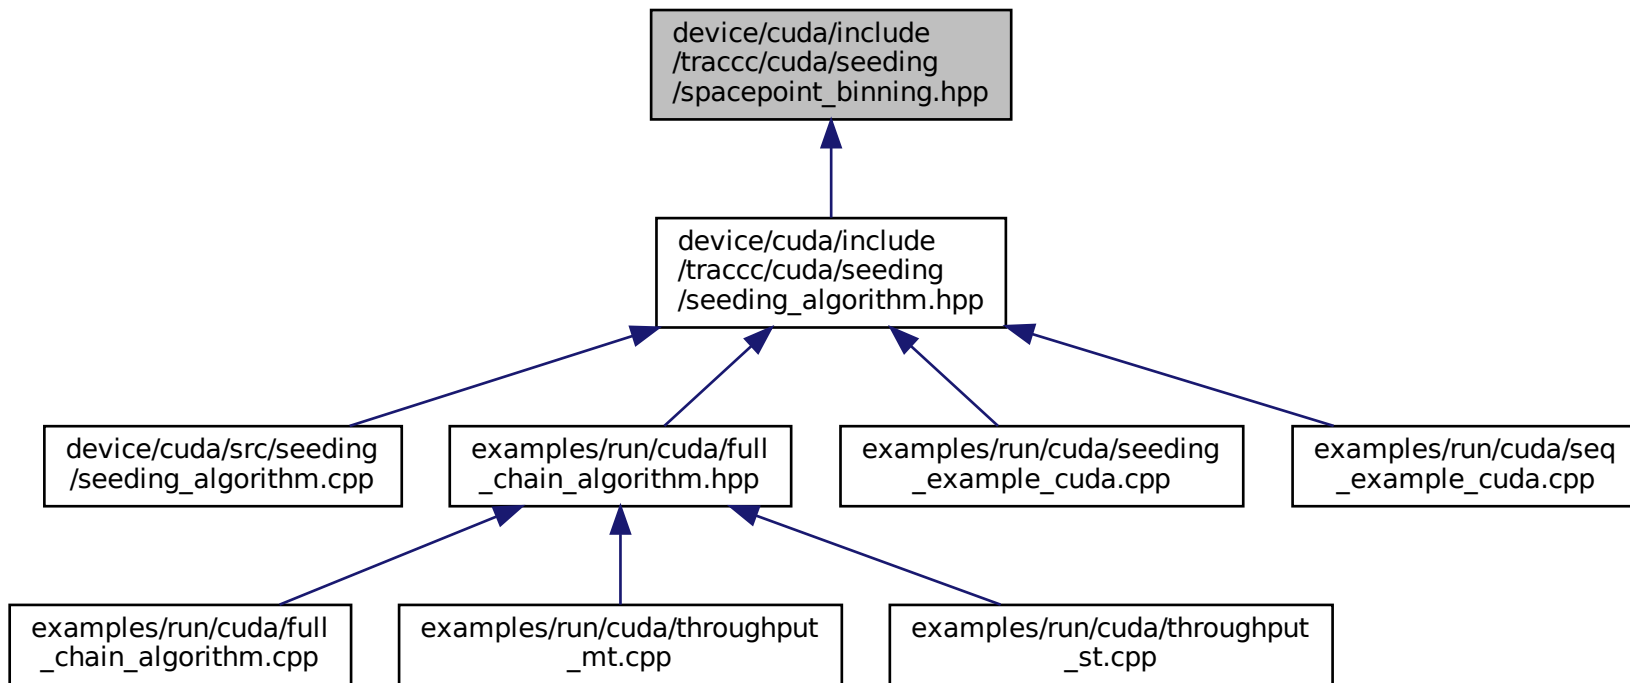 device/cuda/include
/traccc/cuda/seeding
/spacepoint_binning.hpp
device/cuda/include
/traccc/cuda/seeding
/seeding_algorithm.hpp
device/cuda/src/seeding
/seeding_algorithm.cpp
examples/run/cuda/full
_chain_algorithm.hpp
examples/run/cuda/seeding
_example_cuda.cpp
examples/run/cuda/seq
_example_cuda.cpp
examples/run/cuda/full
_chain_algorithm.cpp
examples/run/cuda/throughput
_mt.cpp
examples/run/cuda/throughput
_st.cpp